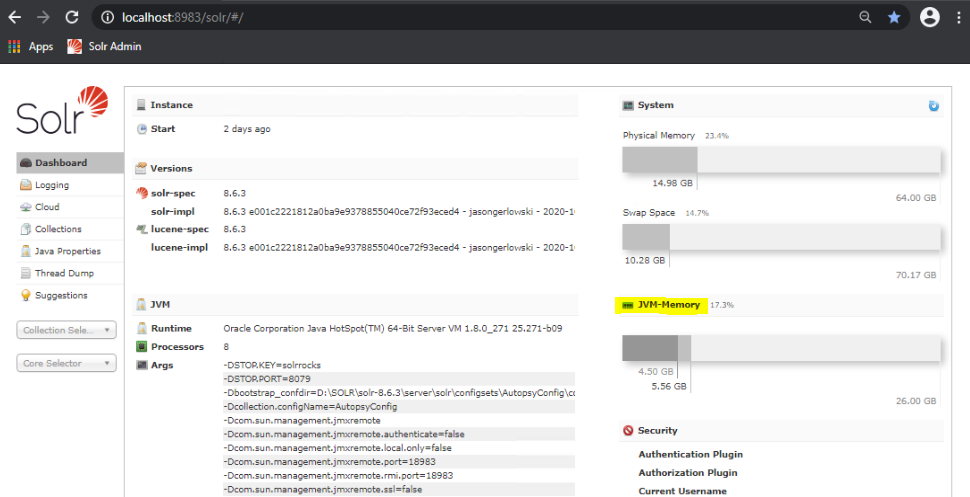 localhost:8983/solr/#/
Apps Solr Admin
Solr
Dashboard
Logging
Cloud
Collections
Java Properties
Thread Dump
Suggestions
Collection Sele...
Core Selector
Instance
Start 2 days ago
Versions
solr-spec 8.6.3
solr-impl 8.6.3 e001c2221812a0ba9e9378855040ce72f93eced4 - jasongerlowski - 2020-10
lucene-spec 8.6.3
lucene-impl 8.6.3 e001c2221812a0ba9e9378855040ce72f93eced4 - jasongerlowski - 2020-10
JVM
Runtime Oracle Corporation Java HotSpot(TM) 64-Bit Server VM 1.8.0_271 25.271-b09
Processors 8
Args -DSTOP.KEY=solrrocks
-DSTOP.PORT=8079
-Dbootstrap_confdir=D:\SOLR\solr-8.6.3\server\solr\configsets\AutopsyConfig\cc
-Dcollection.configName=AutopsyConfig
-Dcom.sun.management.jmxremote
-Dcom.sun.management.jmxremote.authenticate=false
-Dcom.sun.management.jmxremote.local.only=false
-Dcom.sun.management.jmxremote.port=18983
-Dcom.sun.management.jmxremote.rmi.port=18983
-Dcom.sun.management.jmxremote.ssl=false
System
Physical Memory 23.4%
14.98 GB
64.00 GB
Swap Space 14.7%
10.28 GB
70.17 GB
JVM-Memory 17.3%
4.50 GB
5.56 GB
26.00 GB
Security
Authentication Plugin
Authorization Plugin
Current Username